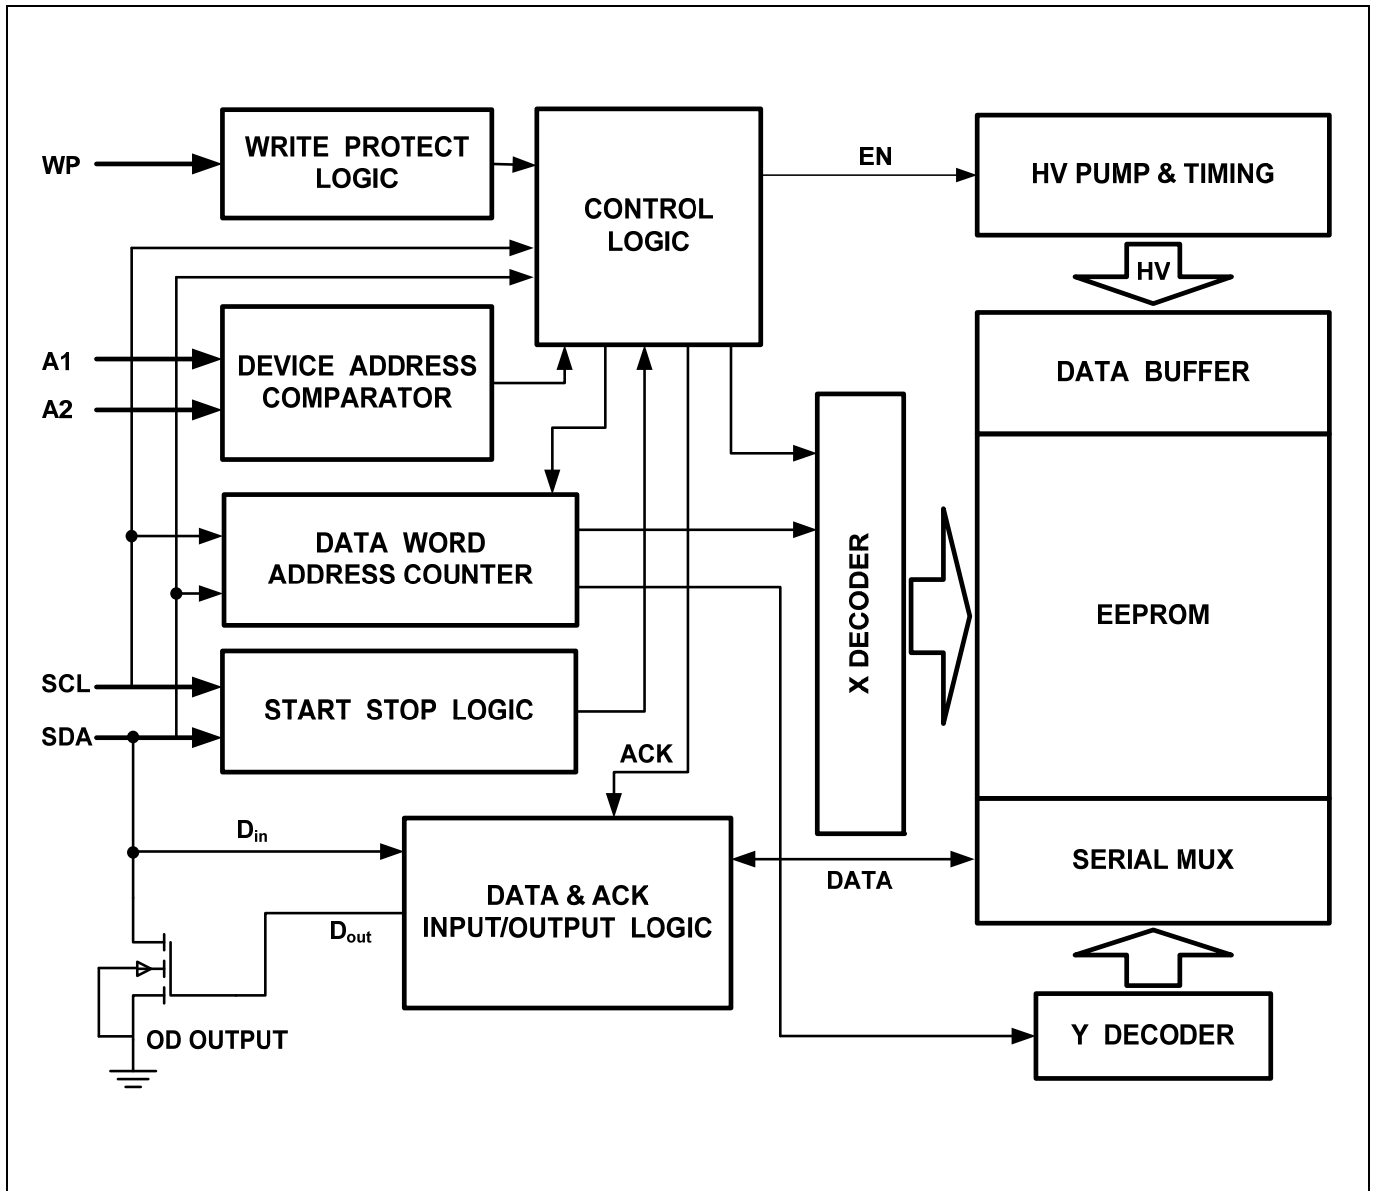 WP
WRITE PROTECT
LOGIC
CONTROL
LOGIC
EN
HV PUMP & TIMING
HV
A1
A2
DEVICE ADDRESS
COMPARATOR
DATA BUFFER
DATA WORD
ADDRESS COUNTER
X DECODER
EEPROM
SCL
SDA
START STOP LOGIC
ACK
Din
DATA & ACK
INPUT/OUTPUT LOGIC
DATA
SERIAL MUX
Dout
OD OUTPUT
Y DECODER